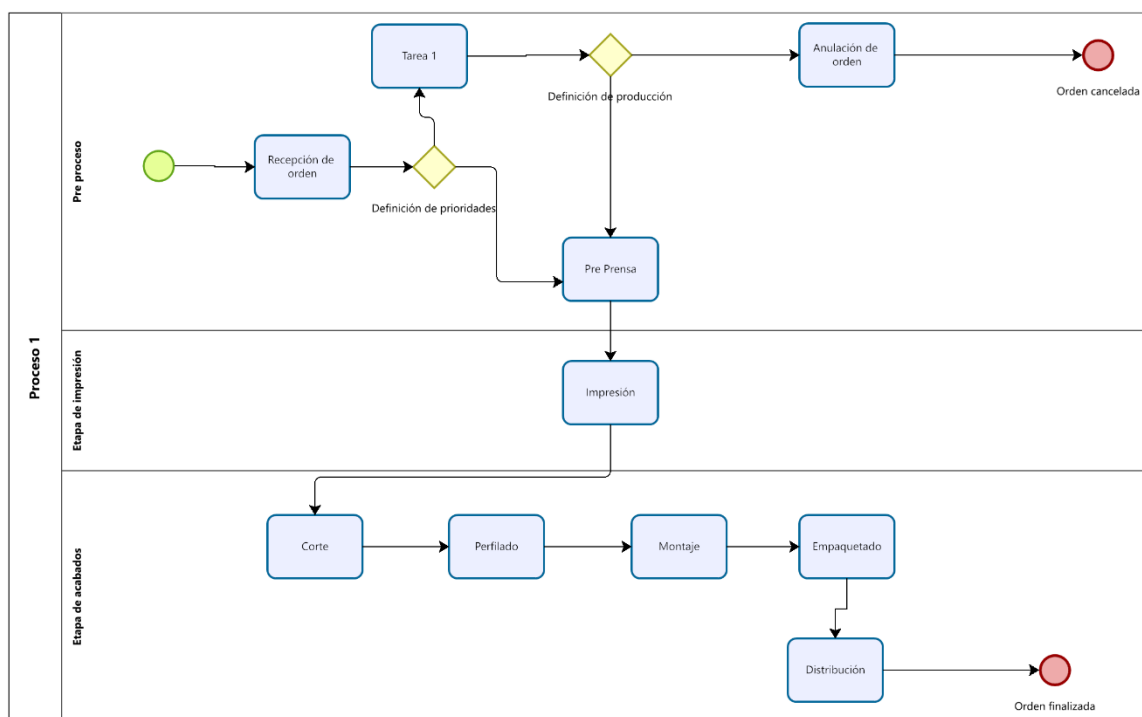 Proceso 1
Pre proceso
Tarea 1
Definición de producción
Anulación de
orden
Orden cancelada
Recepción de
orden
Definición de prioridades
Pre Prensa
Etapa de impresión
Impresión
Etapa de acabados
Corte
Perfilado
Montaje
Empaquetado
Distribución
Orden finalizada